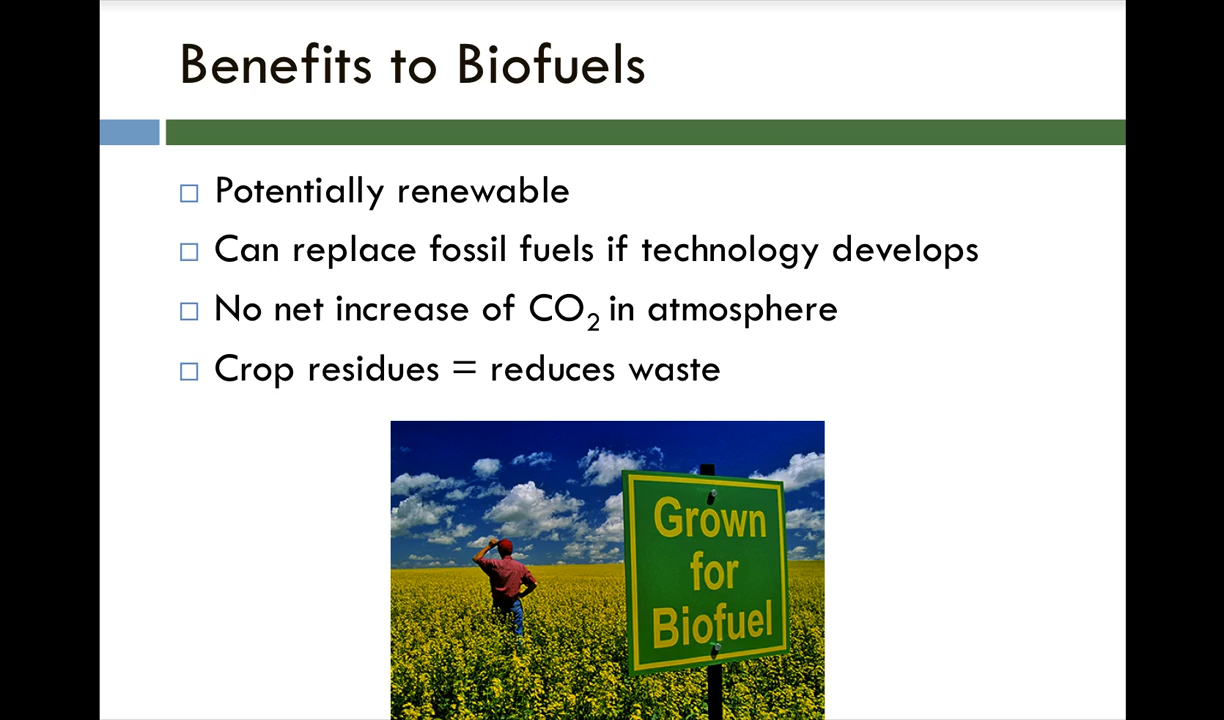 Benefits to Biofuels
Potentially renewable
Can replace fossil fuels if technology develops
No net increase of CO₂ in atmosphere
Crop residues = reduces waste
Grown
for
Biofuel